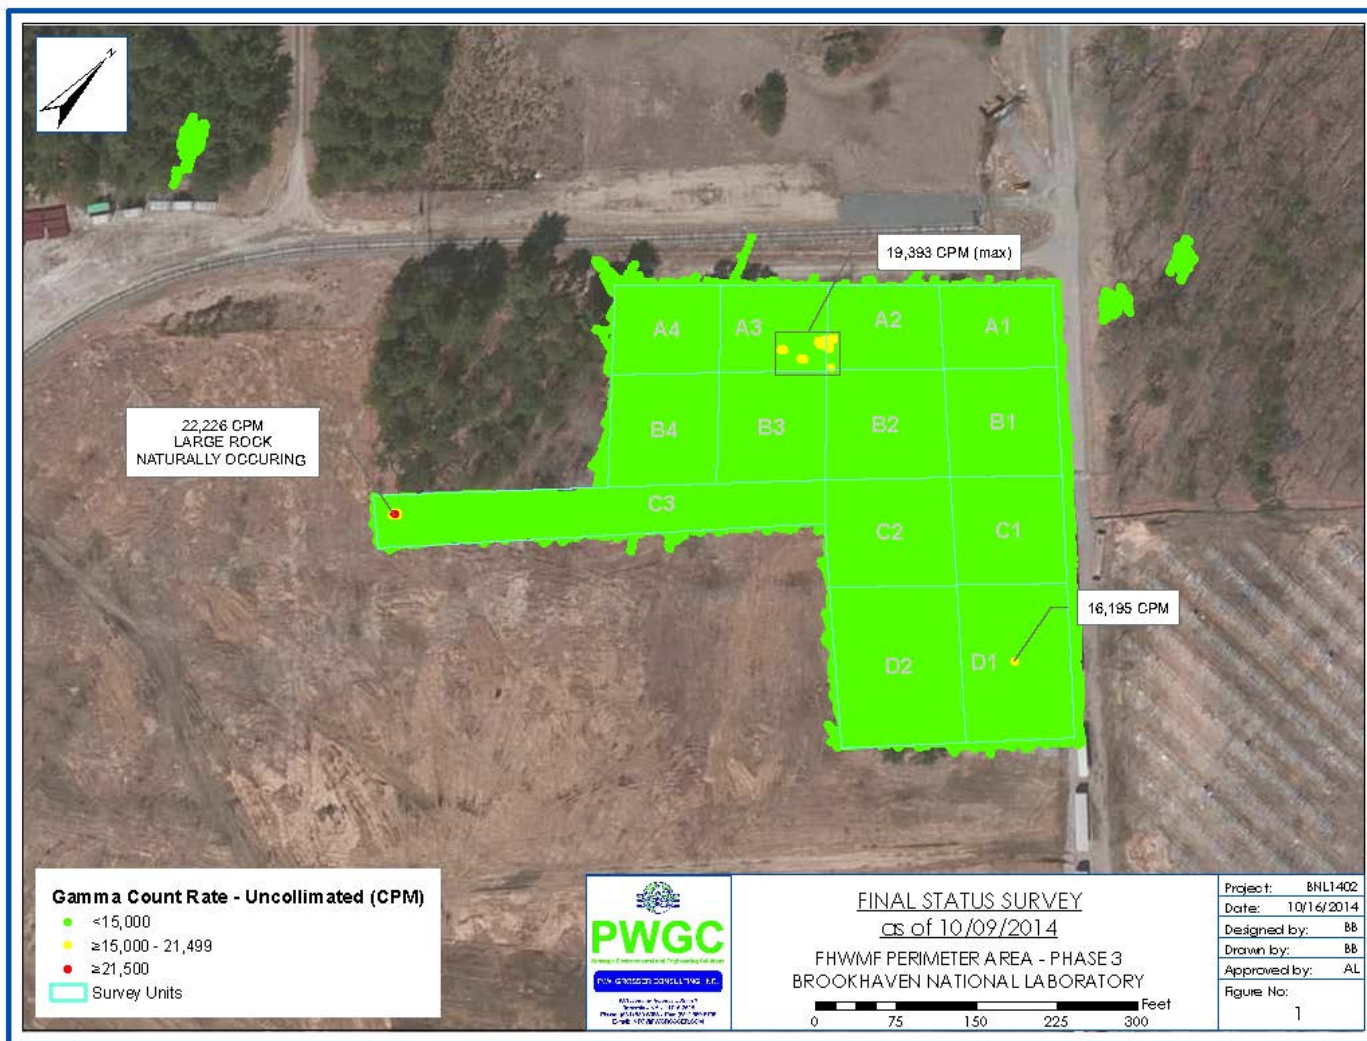 N
19,393 CPM (max)
A4
A3
A2
A1
22,226 CPM
LARGE ROCK
NATURALLY OCCURING
B4
B3
B2
B1
C3
C2
C1
16,195 CPM
D2
D1
Gamma Count Rate - Uncollimated (CPM)
<15,000
≥15,000 - 21,499
≥21,500
Survey Units
PWGC
P.W. GROSSER CONSULTING, INC.
FINAL STATUS SURVEY
as of 10/09/2014
FHWMF PERIMETER AREA - PHASE 3
BROOKHAVEN NATIONAL LABORATORY
Feet
0 75 150 225 300
Project: BNL1402
Date: 10/16/2014
Designed by: BB
Drawn by: BB
Approved by: AL
Figure No:
1